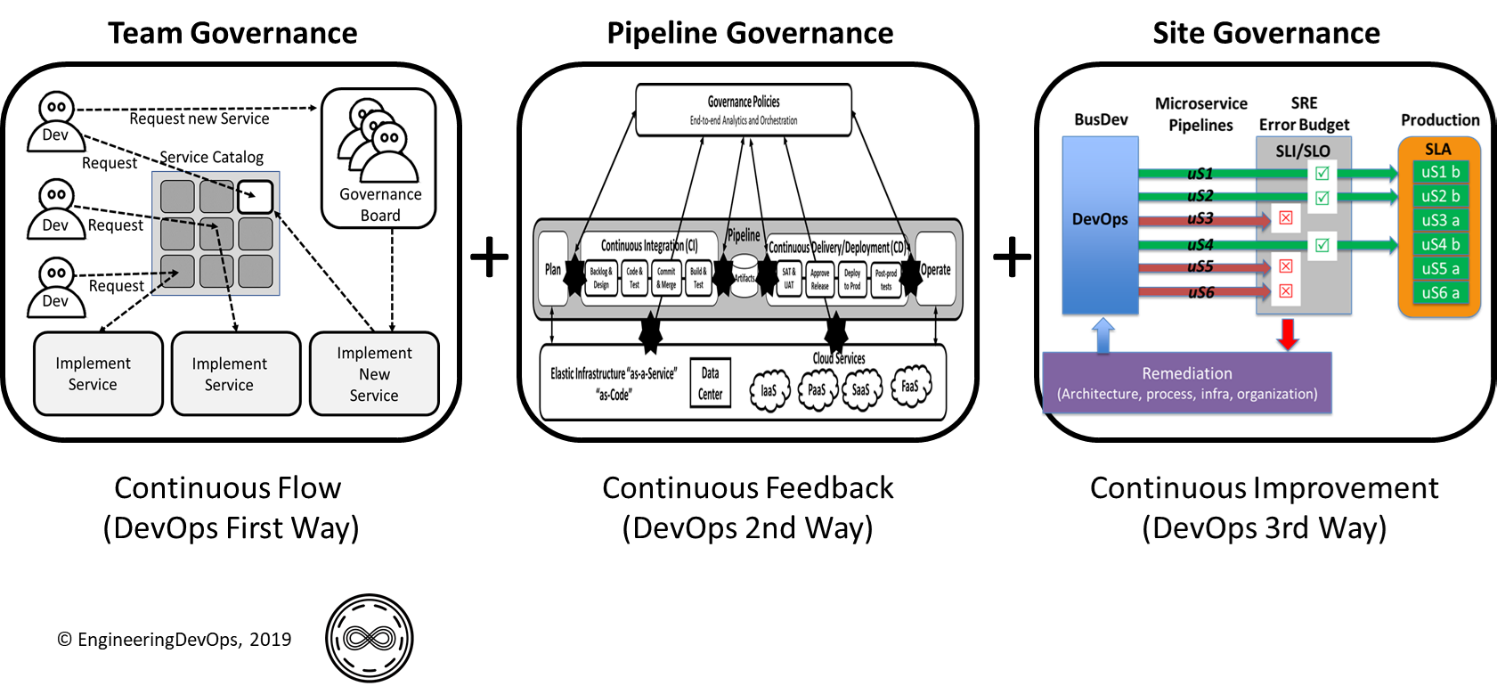 Team Governance
Dev
Request new Service
Request
Service Catalog
Governance
Board
Dev
Request
Dev
Request
Implement
Service
Implement
Service
Implement
New
Service
Continuous Flow
(DevOps First Way)
+
Pipeline Governance
Governance Policies
End-to-end Analytics and Orchestration
Pipeline
Plan
Continuous Integration (CI)
Backlog &
Design
Code &
Test
Commit
& Merge
Build &
Test
Artifacts
Continuous Delivery/Deployment (CD)
SAT &
UAT
Approve
Release
Deploy
to Prod
Post-prod
tests
Operate
Elastic Infrastructure "as-a-Service"
"as-Code"
Data
Center
Cloud Services
IaaS
PaaS
SaaS
FaaS
Continuous Feedback
(DevOps 2nd Way)
+
Site Governance
BusDev
Microservice
Pipelines
SRE
Error Budget
Production
SLI/SLO
SLA
DevOps
uS1
uS2
uS3
uS4
uS5
uS6
uS1 b
uS2 b
uS3 a
uS4 b
uS5 a
uS6 a
Remediation
(Architecture, process, infra, organization)
Continuous Improvement
(DevOps 3rd Way)
© EngineeringDevOps, 2019